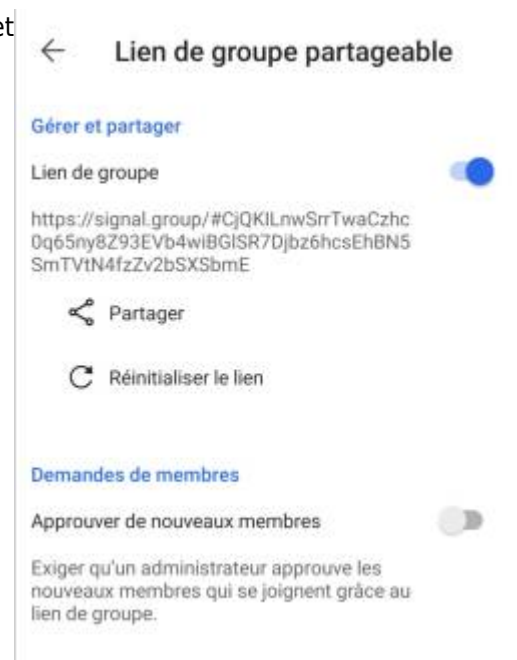 et
Lien de groupe partageable
Gérer et partager
Lien de groupe
https://signal.group/#CjQKILnwSrrTwaCzhc
0q65ny8Z93EVb4wiBGlSR7Djbz6hcsEhBN5
SmTVtN4fzZv2bSXSbmE
Partager
Réinitialiser le lien
Demandes de membres
Approuver de nouveaux membres
Exiger qu'un administrateur approuve les
nouveaux membres qui se joignent grâce au
lien de groupe.